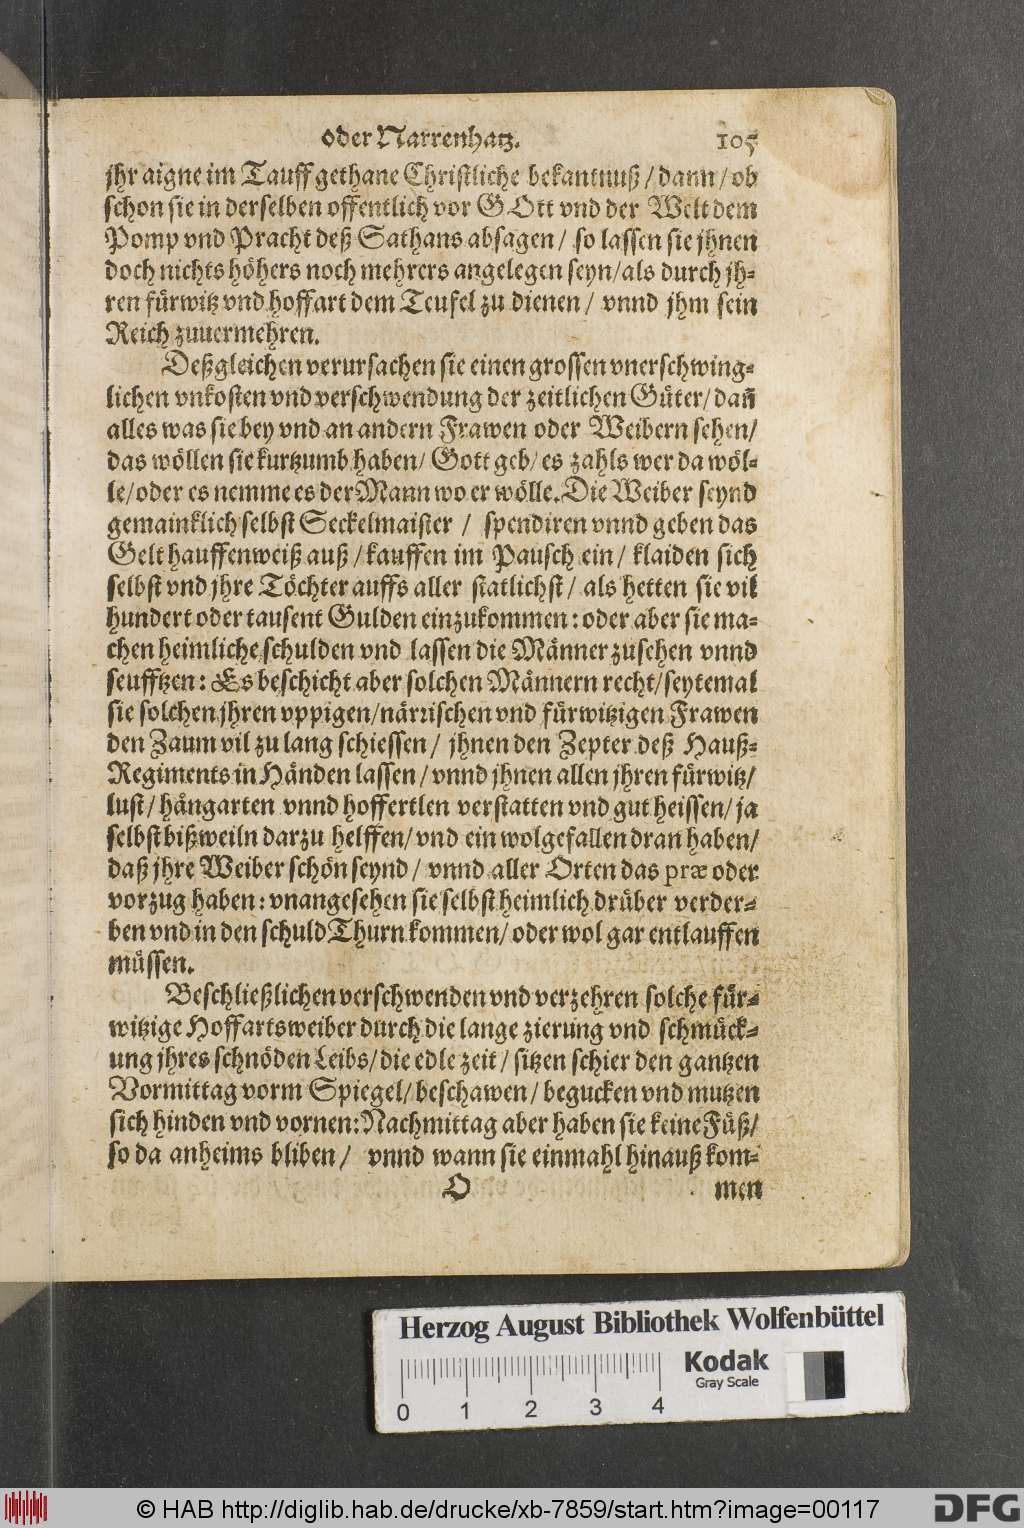 oder Narrenhatz. 105
jhr aigne im Tauff gethane Christliche bekantnuß / dann / ob
schon sie in derselben offentlich vor GOtt vnd der Welt dem
Pomp vnd Pracht deß Sathans absagen / so lassen sie jhnen
doch nichts höhers noch mehrers angelegen seyn / als durch jh=
ren fürwitz vnd hoffart dem Teufel zu dienen / vnnd jhm sein
Reich zuuermehren.
Deßgleichen verursachen sie einen grossen vnerschwing=
lichen vnkosten vnd verschwendung der zeitlichen Güter / dañ
alles was sie bey vnd an andern Frawen oder Weibern sehen /
das wöllen sie kurtzumb haben / Gott geb / es zahls wer da wöl=
le / oder es nemme es der Mann wo er wölle. Die Weiber seynd
gemainklich selbst Seckelmaister / spendiren vnnd geben das
Gelt hauffenweiß auß / kauffen im Pausch ein / klaiden sich
selbst vnd jhre Töchter auffs aller statlichst / als hetten sie vil
hundert oder tausent Gulden einzukommen : oder aber sie ma=
chen heimliche schulden vnd lassen die Männer zusehen vnnd
seufftzen : Es beschicht aber solchen Männern recht / seytemal
sie solchen jhren vppigen / närrischen vnd fürwitzigen Frawen
den Zaum vil zu lang schiessen / jhnen den Zepter deß Hauß=
Regiments in Händen lassen / vnnd jhnen allen jhren fürwitz /
lust / hängarten vnnd hoffertlen verstatten vnd gut heissen / ja
selbst bißweiln darzu helffen / vnd ein wolgefallen dran haben /
daß jhre Weiber schön seynd / vnnd aller Orten das præ oder
vorzug haben : vnangesehen sie selbst heimlich drüber verder=
ben vnd in den schuld Thurn kommen / oder wol gar entlauffen
müssen.
Beschließlichen verschwenden vnd verzehren solche für=
witzige Hoffartsweiber durch die lange zierung vnd schmück=
ung jhres schnöden Leibs / die edle zeit / sitzen schier den gantzen
Vormittag vorm Spiegel / beschawen / begucken vnd mutzen
sich hinden vnd vornen : Nachmittag aber haben sie keine Füß /
so da anheims bliben / vnnd wann sie einmahl hinauß kom=
O men
Herzog August Bibliothek Wolfenbüttel
Kodak
Gray Scale
0 1 2 3 4
© HAB http://diglib.hab.de/drucke/xb-7859/start.htm?image=00117
DFG